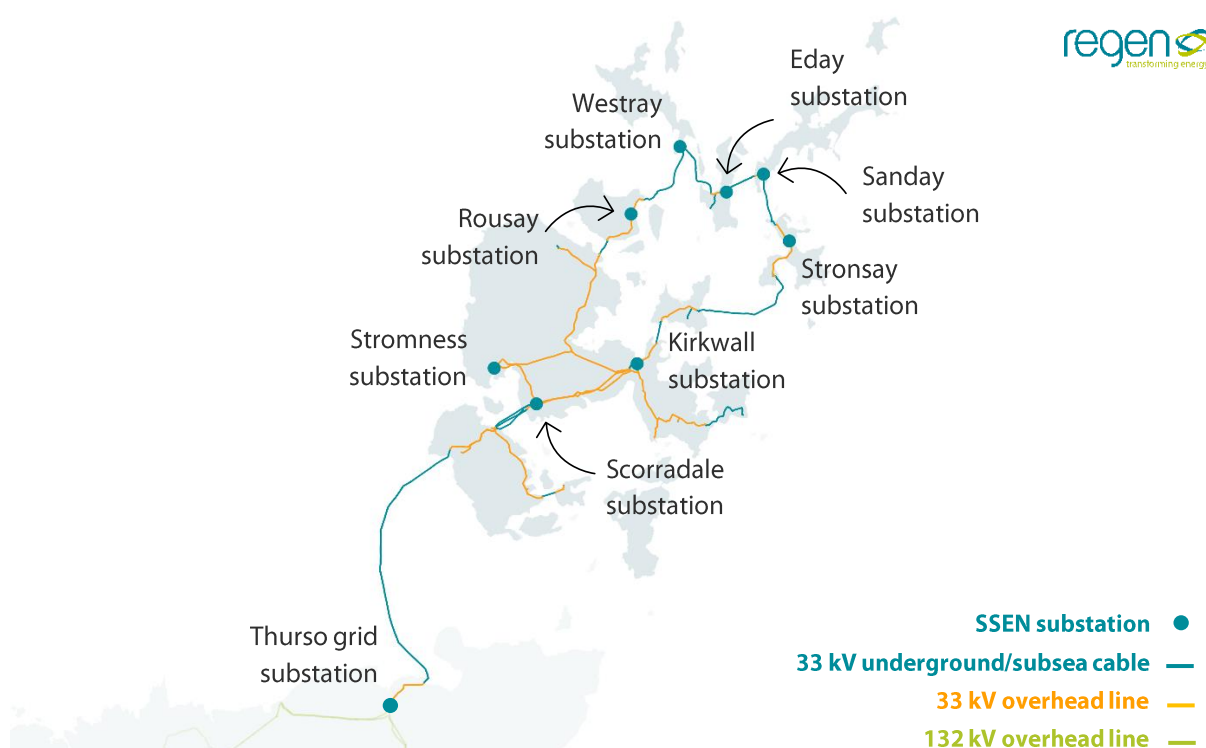 regen
transforming energy
Eday
substation
Westray
substation
Sanday
substation
Rousay
substation
Stronsay
substation
Stromness
substation
Kirkwall
substation
Scorradale
substation
Thurso grid
substation
SSEN substation
33 kV underground/subsea cable
33 kV overhead line
132 kV overhead line